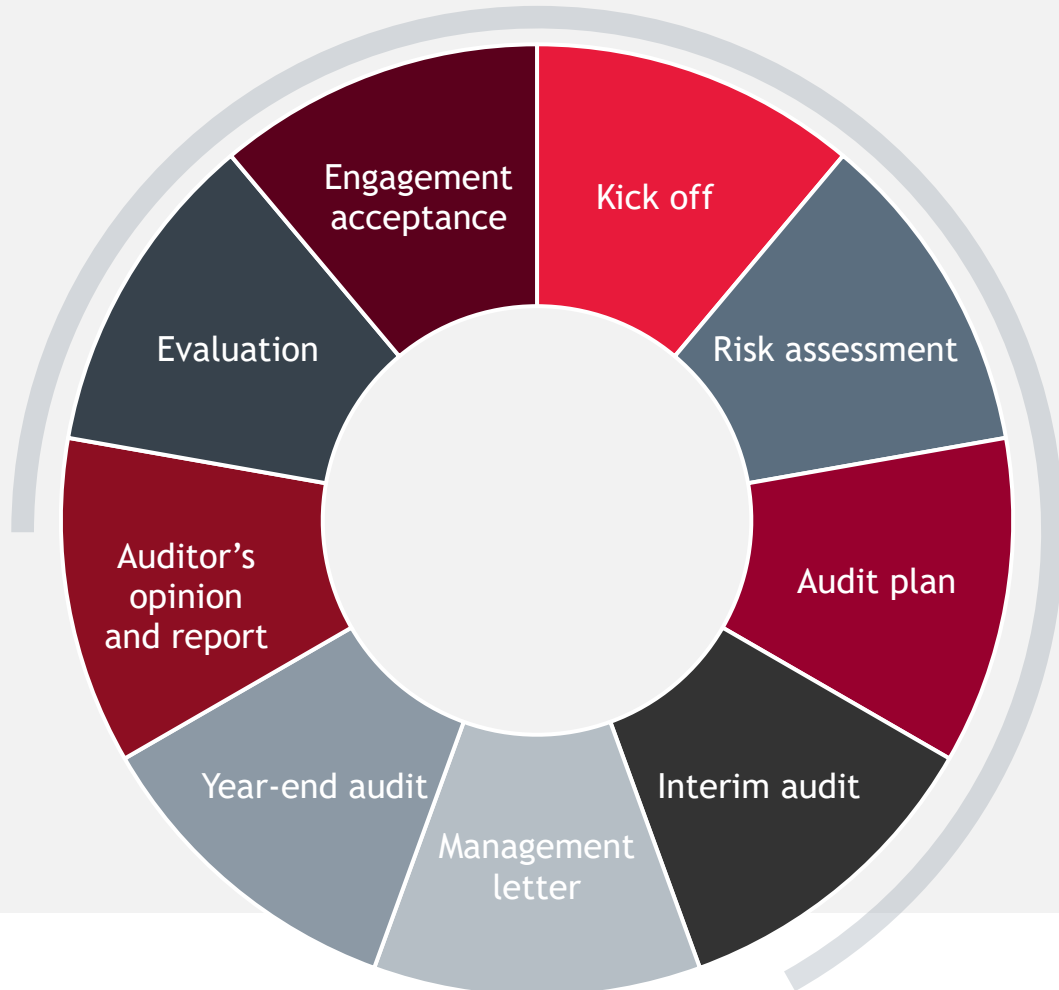 Engagement
acceptance
Kick off
Risk assessment
Audit plan
Interim audit
Management
letter
Year-end audit
Auditor’s
opinion
and report
Evaluation